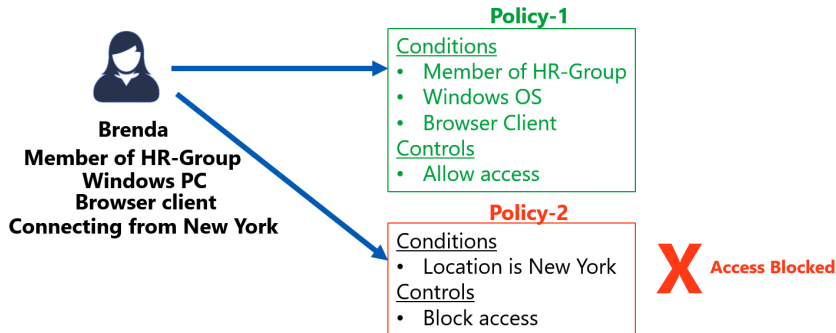 Brenda
Member of HR-Group
Windows PC
Browser client
Connecting from New York
Policy-1
Conditions
• Member of HR-Group
• Windows OS
• Browser Client
Controls
• Allow access
Policy-2
Conditions
• Location is New York
Controls
• Block access
X Access Blocked